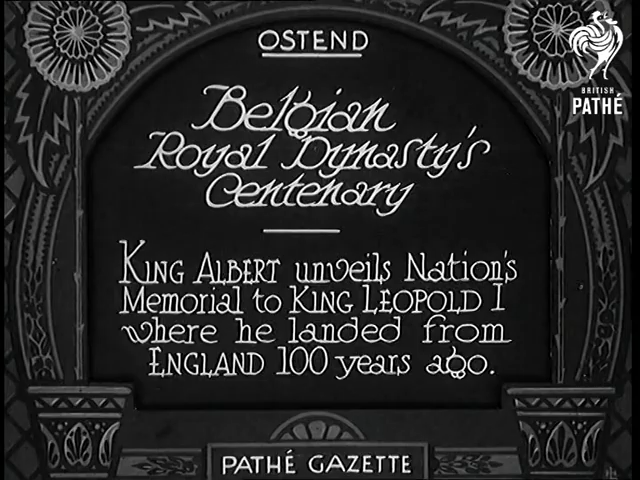 OSTEND
BRITISH
PATHÉ
Belgian
Royal Dynasty's
Centenary
KING ALBERT unveils Nation's
Memorial to KING LEOPOLD I
where he landed from
ENGLAND 100 years ago.
PATHÉ GAZETTE